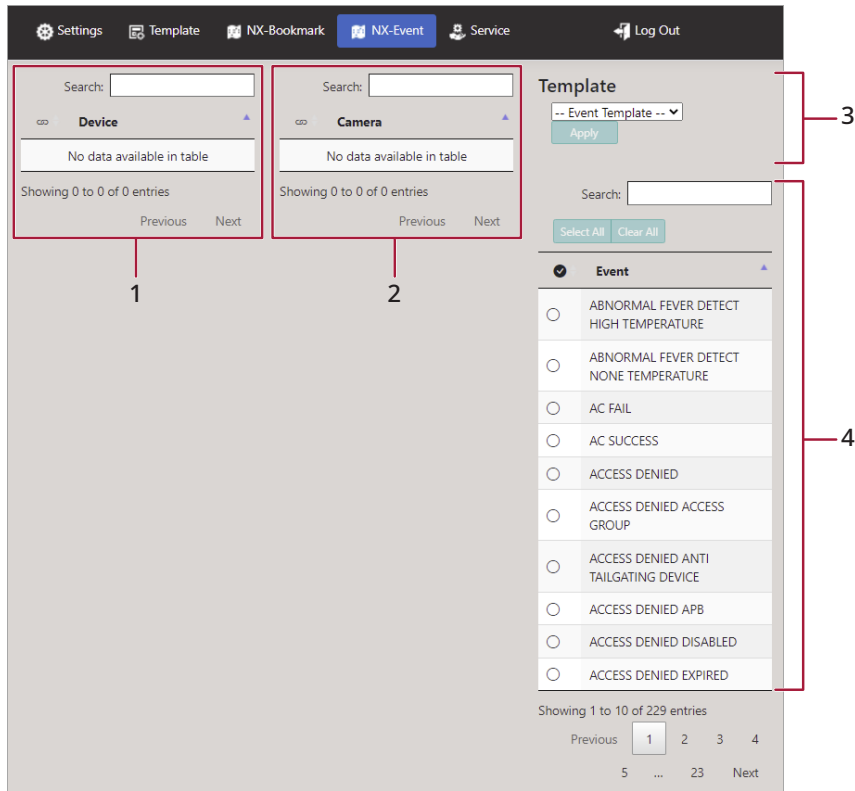 Settings Template NX-Bookmark NX-Event Service Log Out
Search:
Device
No data available in table
Showing 0 to 0 of 0 entries
Previous Next
1
Search:
Camera
No data available in table
Showing 0 to 0 of 0 entries
Previous Next
2
Template
-- Event Template --
Apply
3
Search:
Select All Clear All
Event
ABNORMAL FEVER DETECT
HIGH TEMPERATURE
ABNORMAL FEVER DETECT
NONE TEMPERATURE
AC FAIL
AC SUCCESS
ACCESS DENIED
ACCESS DENIED ACCESS
GROUP
ACCESS DENIED ANTI
TAILGATING DEVICE
ACCESS DENIED APB
ACCESS DENIED DISABLED
ACCESS DENIED EXPIRED
4
Showing 1 to 10 of 229 entries
Previous 1 2 3 4
5 ... 23 Next